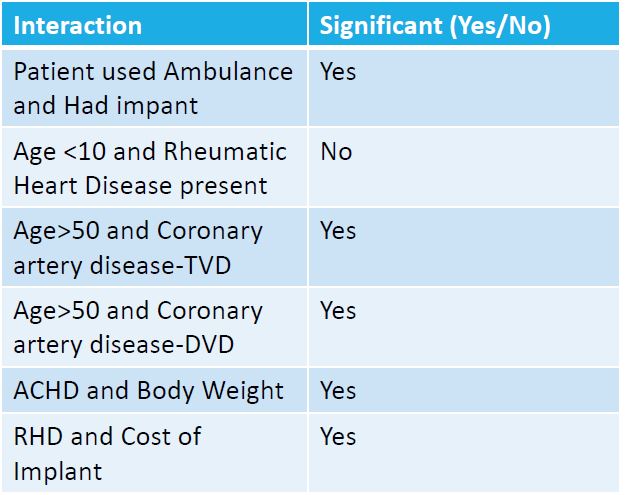 Interaction Significant (Yes/No)
Patient used Ambulance Yes
and Had impant
Age <10 and Rheumatic No
Heart Disease present
Age>50 and Coronary Yes
artery disease-TVD
Age>50 and Coronary Yes
artery disease-DVD
ACHD and Body Weight Yes
RHD and Cost of Yes
Implant